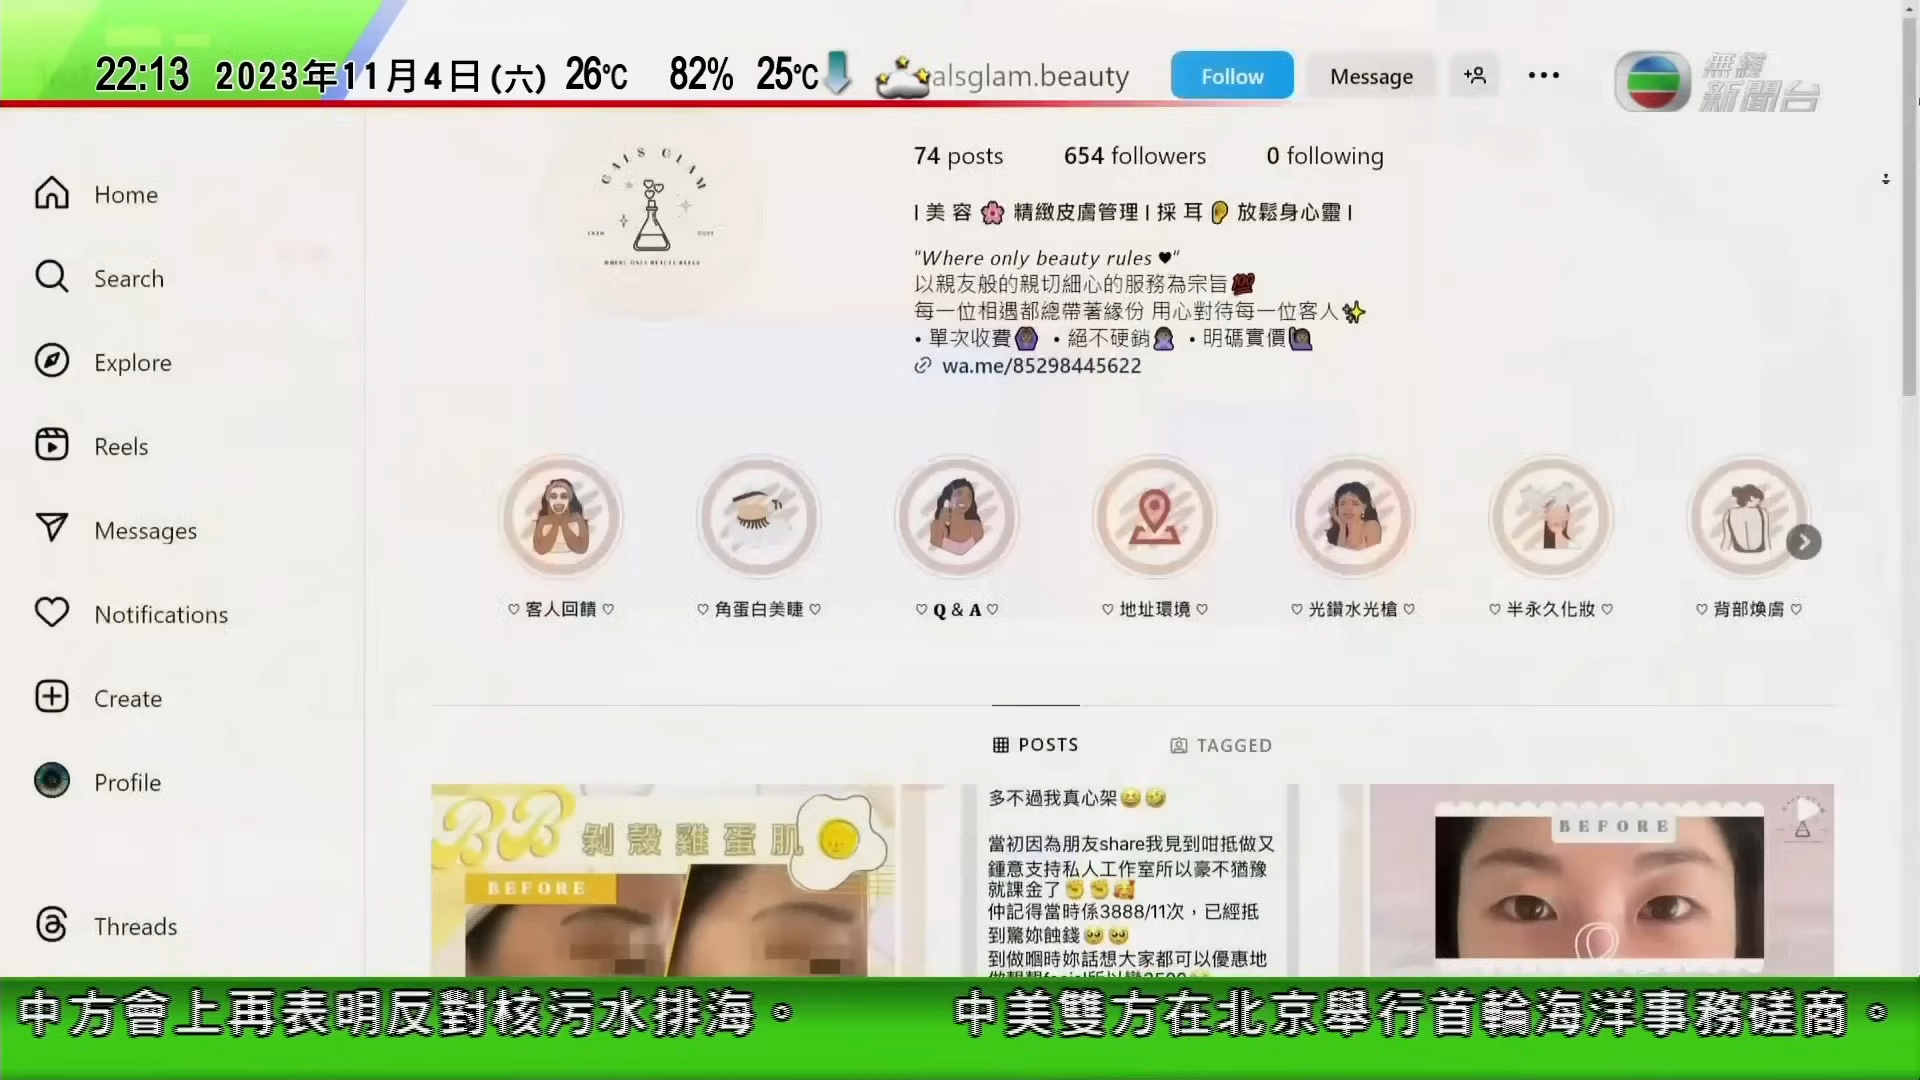 22:13 2023年11月4日(六) 26℃ 82% 25℃
alsglam.beauty
Follow
Message
無綫
新聞台
Home
Search
Explore
Reels
Messages
Notifications
Create
Profile
Threads
GALS GLAM
WHERE ONLY BEAUTY RULES
74 posts
654 followers
0 following
I 美 容 🌸 精緻皮膚管理 I 採 耳 👂 放鬆身心靈 I
"Where only beauty rules ♥"
以親友般的親切細心的服務為宗旨💯
每一位相遇都總帶著緣份 用心對待每一位客人✨
• 單次收費🙆 • 絕不硬銷🙅 • 明碼實價🙋
wa.me/85298445622
♡ 客人回饋 ♡
♡ 角蛋白美睫 ♡
♡ Q & A ♡
♡ 地址環境 ♡
♡ 光鑽水光槍 ♡
♡ 半永久化妝 ♡
♡ 背部煥膚 ♡
POSTS
TAGGED
BB 剝殼雞蛋肌
BEFORE
多不過我真心架😆🤣
當初因為朋友share我見到咁抵做又
鍾意支持私人工作室所以豪不猶豫
就課金了✊✊🥰
仲記得當時係3888/11次，已經抵
到驚妳蝕錢🥺🥺
到做嗰時妳話想大家都可以優惠地
BEFORE
中方會上再表明反對核污水排海。 中美雙方在北京舉行首輪海洋事務磋商。